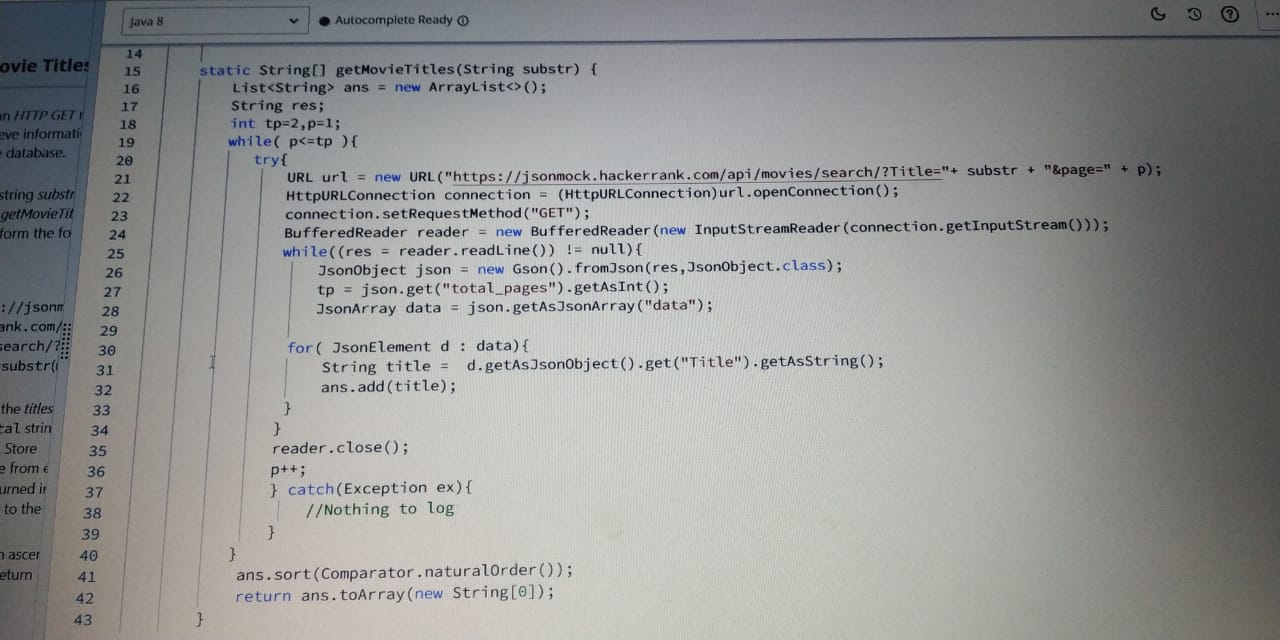 Java 8
Autocomplete Ready
ovie Titles
an HTTP GET
eve informati
database.
string substr
getMovieTit
form the fo
://jsonm
ank.com/
search/?
substr(
the titles
tal strin
Store
e from e
urned in
to the
n ascer
eturn
14
15 static String[] getMovieTitles(String substr) {
16 List<String> ans = new ArrayList<>();
17 String res;
18 int tp=2,p=1;
19 while( p<=tp ){
20 try{
21 URL url = new URL("https://jsonmock.hackerrank.com/api/movies/search/?Title="+ substr + "&page=" + p);
22 HttpURLConnection connection = (HttpURLConnection)url.openConnection();
23 connection.setRequestMethod("GET");
24 BufferedReader reader = new BufferedReader(new InputStreamReader(connection.getInputStream()));
25 while((res = reader.readLine()) != null){
26 JsonObject json = new Gson().fromJson(res,JsonObject.class);
27 tp = json.get("total_pages").getAsInt();
28 JsonArray data = json.getAsJsonArray("data");
29
30 for( JsonElement d : data){
31 String title = d.getAsJsonObject().get("Title").getAsString();
32 ans.add(title);
33 }
34 }
35 reader.close();
36 p++;
37 } catch(Exception ex){
38 //Nothing to log
39 }
40 }
41 ans.sort(Comparator.naturalOrder());
42 return ans.toArray(new String[0]);
43 }